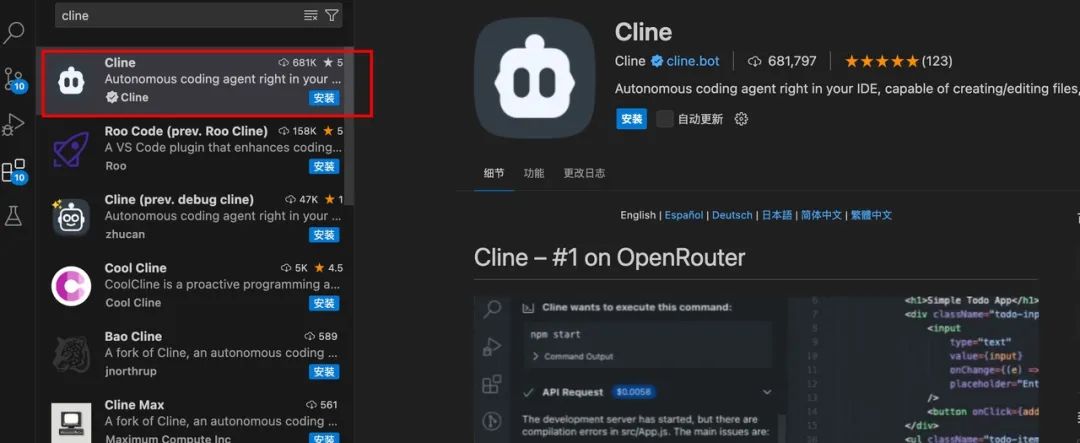 cline
10
10
Cline 681K 5
Autonomous coding agent right in your ...
Cline 安装
Roo Code (prev. Roo Cline) 158K 5
A VS Code plugin that enhances coding...
Roo 安装
Cline (prev. debug cline) 47K 1
Autonomous coding agent right in your ...
zhucan 安装
Cool Cline 5K 4.5
CoolCline is a proactive programming a...
Cool Cline 安装
Bao Cline 589
A fork of Cline, an autonomous coding ...
jnorthrup 安装
Cline Max 561
A fork of Cline, an autonomous coding ...
Maximum Compute Inc 安装
Cline
Cline cline.bot 681,797 (123)
Autonomous coding agent right in your IDE, capable of creating/editing files,
安装 自动更新
细节 功能 更改日志
English | Español | Deutsch | 日本語 | 简体中文 | 繁體中文
Cline – #1 on OpenRouter
Cline wants to execute this command:
npm start
Command Output
API Request $0.0056
The development server has started, but there are
compilation errors in src/App.js. The main issues are:
6 <h1>Simple Todo App</h1>
7 <div className="todo-inp
8 <input
9 type="text"
10 value={input}
11 onChange={(e) =>
12 placeholder="Ent
/>
<button onClick={add
</div>
<ul className="todo-item